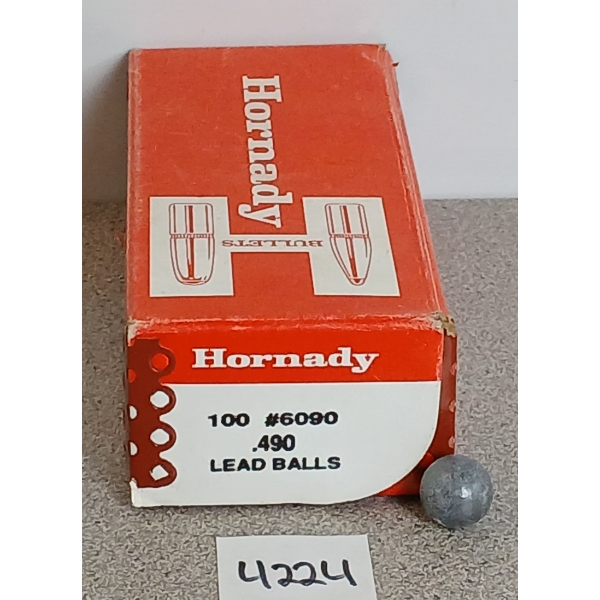 Hornady
BULLETS
Hornady
100 #6090
.490
LEAD BALLS
4224